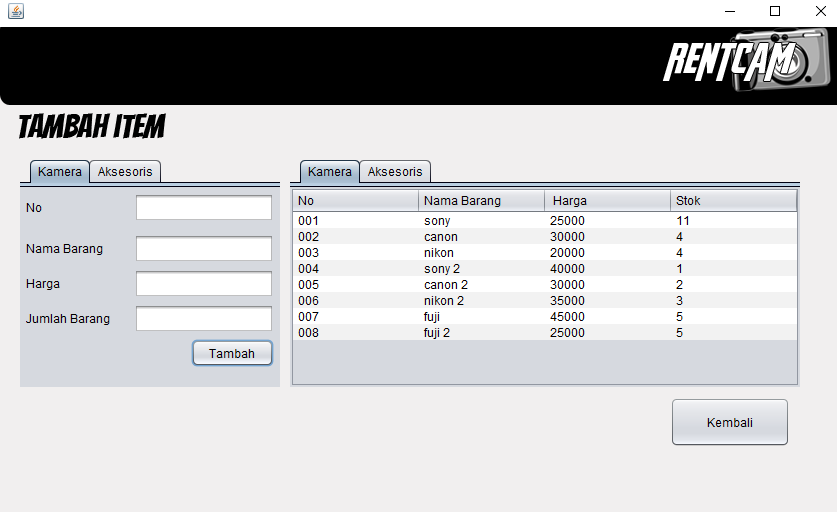 RENTCAM
TAMBAH ITEM
Kamera Aksesoris
No
Nama Barang
Harga
Jumlah Barang
Tambah
Kamera Aksesoris
No Nama Barang Harga Stok
001 sony 25000 11
002 canon 30000 4
003 nikon 20000 4
004 sony 2 40000 1
005 canon 2 30000 2
006 nikon 2 35000 3
007 fuji 45000 5
008 fuji 2 25000 5
Kembali